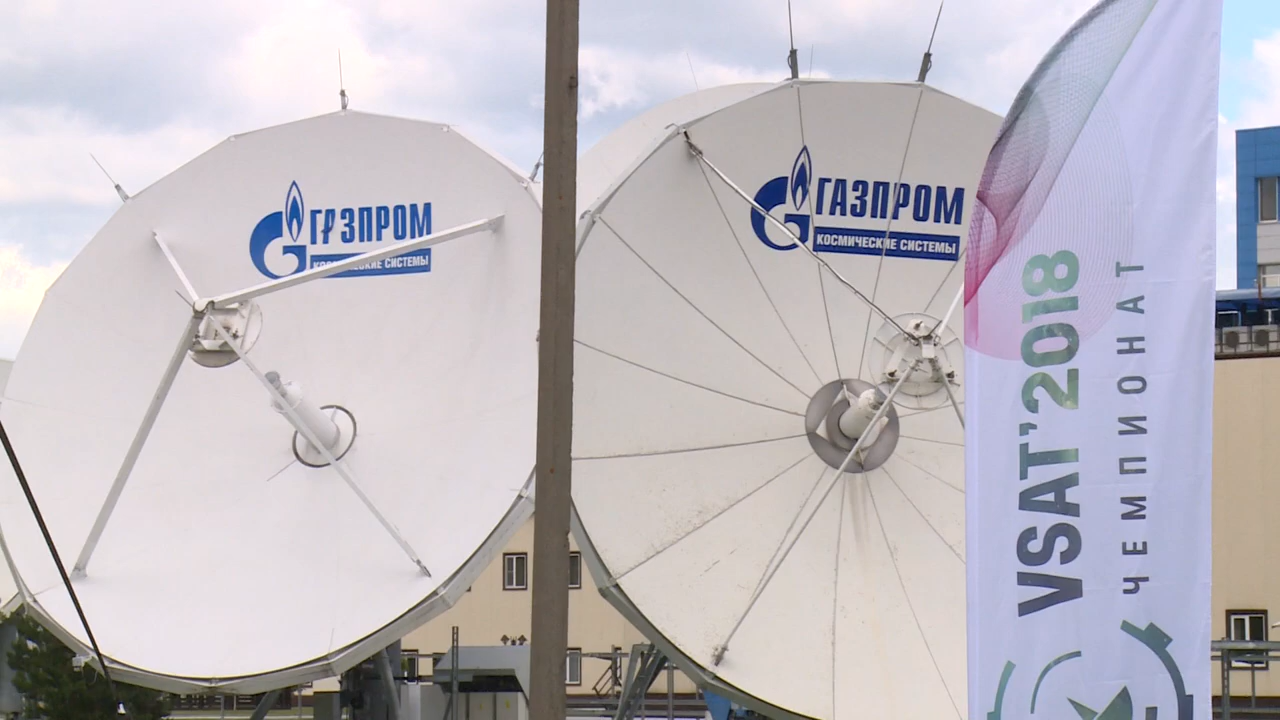 ГАЗПРОМ
КОСМИЧЕСКИЕ СИСТЕМЫ
ГАЗПРОМ
КОСМИЧЕСКИЕ СИСТЕМЫ
VSAT'2018
ЧЕМПИОНАТ